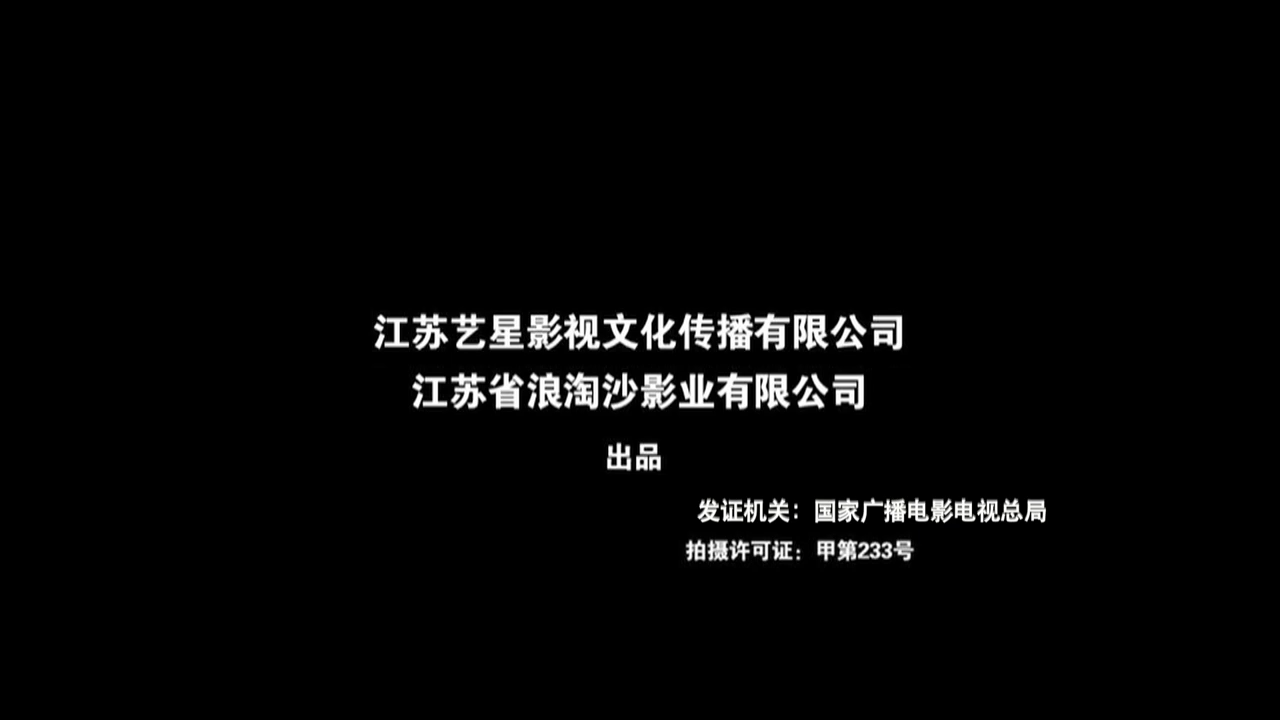 江苏艺星影视文化传播有限公司
江苏省浪淘沙影业有限公司
出品
发证机关：国家广播电影电视总局
拍摄许可证：甲第233号